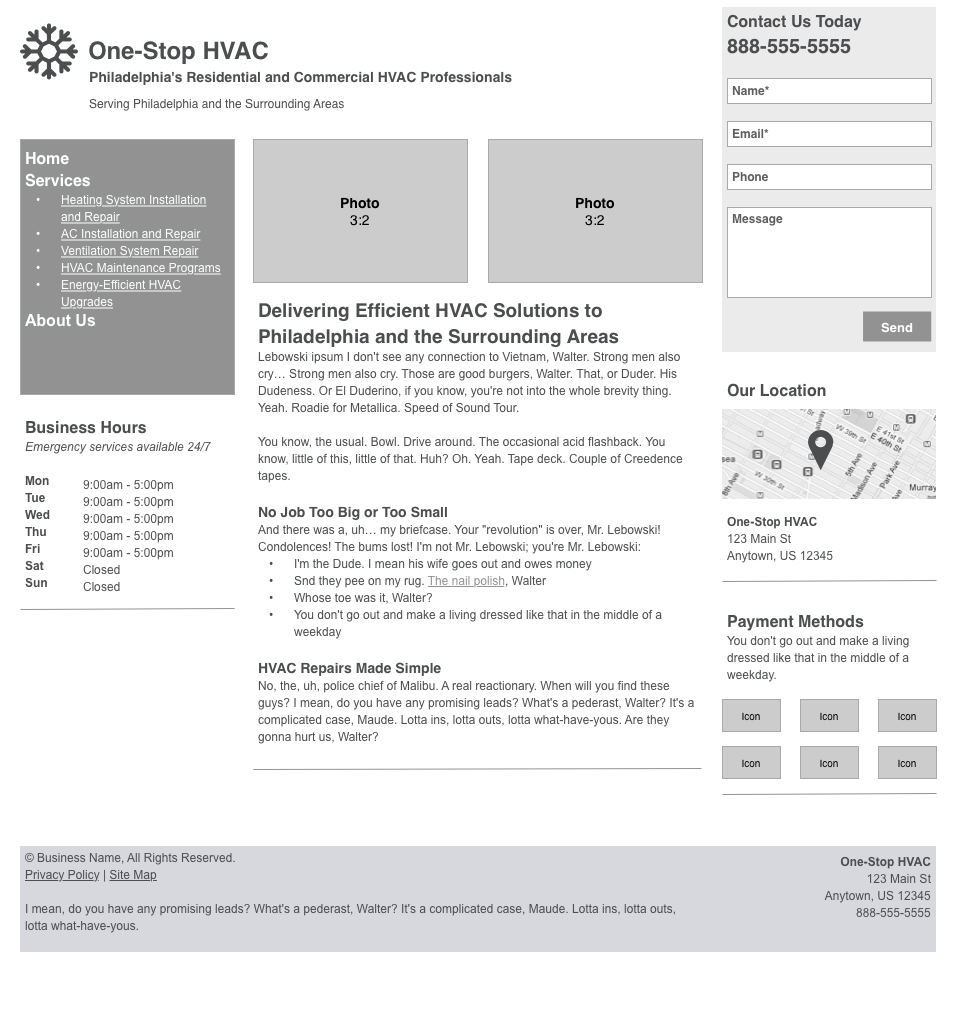 One-Stop HVAC
Philadelphia's Residential and Commercial HVAC Professionals
Serving Philadelphia and the Surrounding Areas
Contact Us Today
888-555-5555
Name*
Email*
Phone
Message
Send
Home
Services
• Heating System Installation
and Repair
• AC Installation and Repair
• Ventilation System Repair
• HVAC Maintenance Programs
• Energy-Efficient HVAC
Upgrades
About Us
Business Hours
Emergency services available 24/7
Mon 9:00am - 5:00pm
Tue 9:00am - 5:00pm
Wed 9:00am - 5:00pm
Thu 9:00am - 5:00pm
Fri 9:00am - 5:00pm
Sat Closed
Sun Closed
Photo
3:2
Photo
3:2
Delivering Efficient HVAC Solutions to
Philadelphia and the Surrounding Areas
Lebowski ipsum I don't see any connection to Vietnam, Walter. Strong men also
cry… Strong men also cry. Those are good burgers, Walter. That, or Duder. His
Dudeness. Or El Duderino, if you know, you're not into the whole brevity thing.
Yeah. Roadie for Metallica. Speed of Sound Tour.
You know, the usual. Bowl. Drive around. The occasional acid flashback. You
know, little of this, little of that. Huh? Oh. Yeah. Tape deck. Couple of Creedence
tapes.
No Job Too Big or Too Small
And there was a, uh… my briefcase. Your "revolution" is over, Mr. Lebowski!
Condolences! The bums lost! I'm not Mr. Lebowski; you're Mr. Lebowski:
• I'm the Dude. I mean his wife goes out and owes money
• Snd they pee on my rug. The nail polish, Walter
• Whose toe was it, Walter?
• You don't go out and make a living dressed like that in the middle of a
weekday
HVAC Repairs Made Simple
No, the, uh, police chief of Malibu. A real reactionary. When will you find these
guys? I mean, do you have any promising leads? What's a pederast, Walter? It's a
complicated case, Maude. Lotta ins, lotta outs, lotta what-have-yous. Are they
gonna hurt us, Walter?
Our Location
W 39th St
E 41st St
E 40th St
5th Ave
Madison Ave
Park Ave
8th Ave
W 30th St
Murray
sea
One-Stop HVAC
123 Main St
Anytown, US 12345
Payment Methods
You don't go out and make a living
dressed like that in the middle of a
weekday.
Icon
Icon
Icon
Icon
Icon
Icon
© Business Name, All Rights Reserved.
Privacy Policy | Site Map
I mean, do you have any promising leads? What's a pederast, Walter? It's a complicated case, Maude. Lotta ins, lotta outs,
lotta what-have-yous.
One-Stop HVAC
123 Main St
Anytown, US 12345
888-555-5555